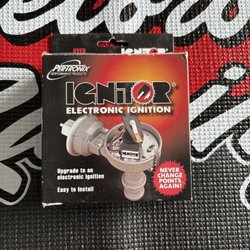 PERTRONIX
PERFORMANCE PRODUCTS
IGNITOR
ELECTRONIC IGNITION
Upgrade to an
electronic ignition
Easy to install
NEVER
CHANGE
POINTS
AGAIN!